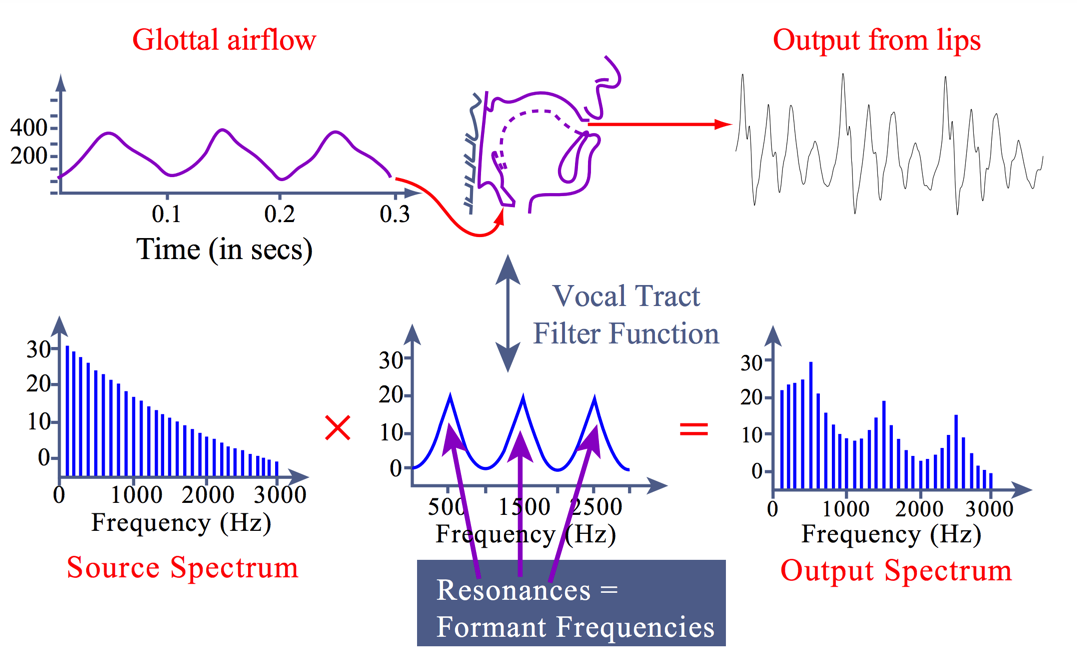 Glottal airflow
Output from lips
400
200
0.1 0.2 0.3
Time (in secs)
Vocal Tract
Filter Function
30
20
10
0
0 1000 2000 3000
Frequency (Hz)
Source Spectrum
×
30
20
10
0
500 1500 2500
Frequency (Hz)
Resonances =
Formant Frequencies
=
30
20
10
0
0 1000 2000 3000
Frequency (Hz)
Output Spectrum